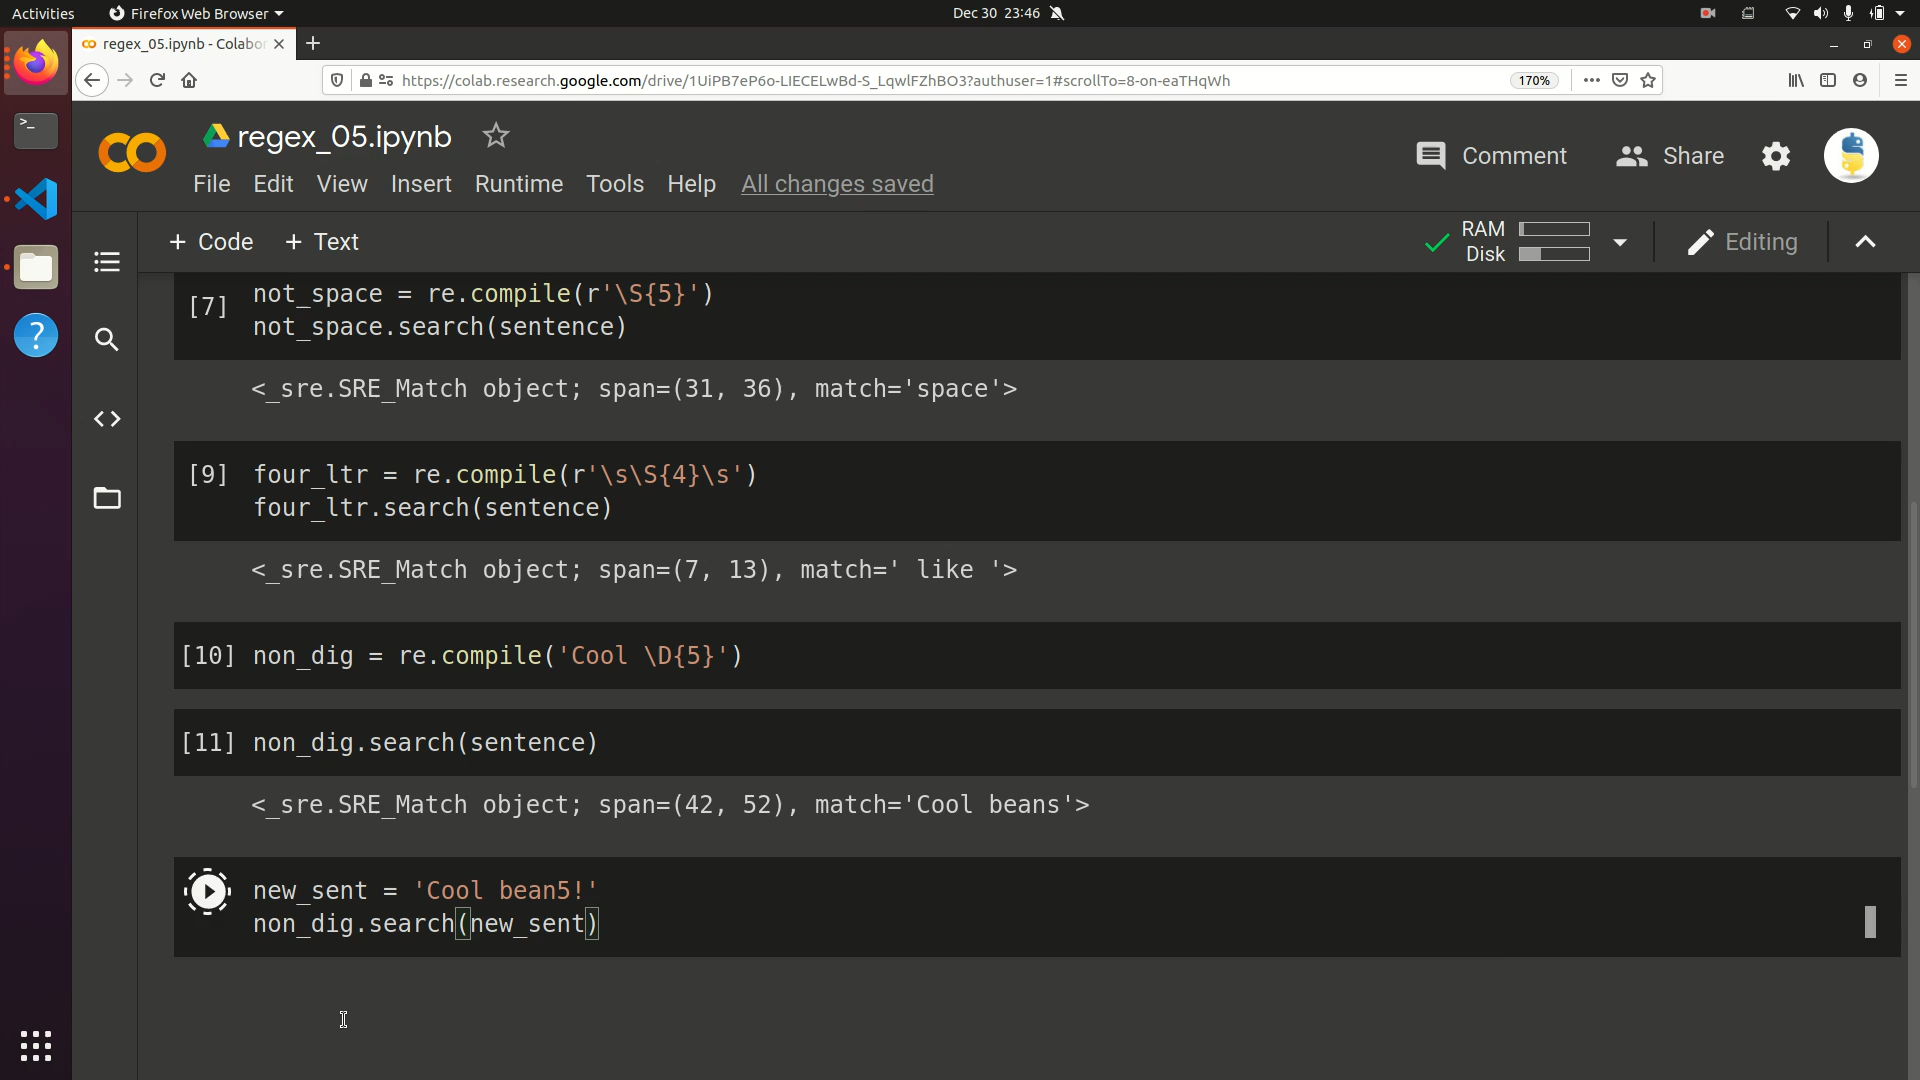 Activities
Firefox Web Browser
Dec 30 23:46
regex_05.ipynb - Colabor
https://colab.research.google.com/drive/1UiPB7eP6o-LIECELwBd-S_LqwlFZhBO3?authuser=1#scrollTo=8-on-eaTHqWh
170%
regex_05.ipynb
Comment
Share
File Edit View Insert Runtime Tools Help All changes saved
+ Code + Text
RAM
Disk
Editing
[7] not_space = re.compile(r'\S{5}')
not_space.search(sentence)
<_sre.SRE_Match object; span=(31, 36), match='space'>
[9] four_ltr = re.compile(r'\s\S{4}\s')
four_ltr.search(sentence)
<_sre.SRE_Match object; span=(7, 13), match=' like '>
[10] non_dig = re.compile('Cool \D{5}')
[11] non_dig.search(sentence)
<_sre.SRE_Match object; span=(42, 52), match='Cool beans'>
new_sent = 'Cool bean5!'
non_dig.search(new_sent)